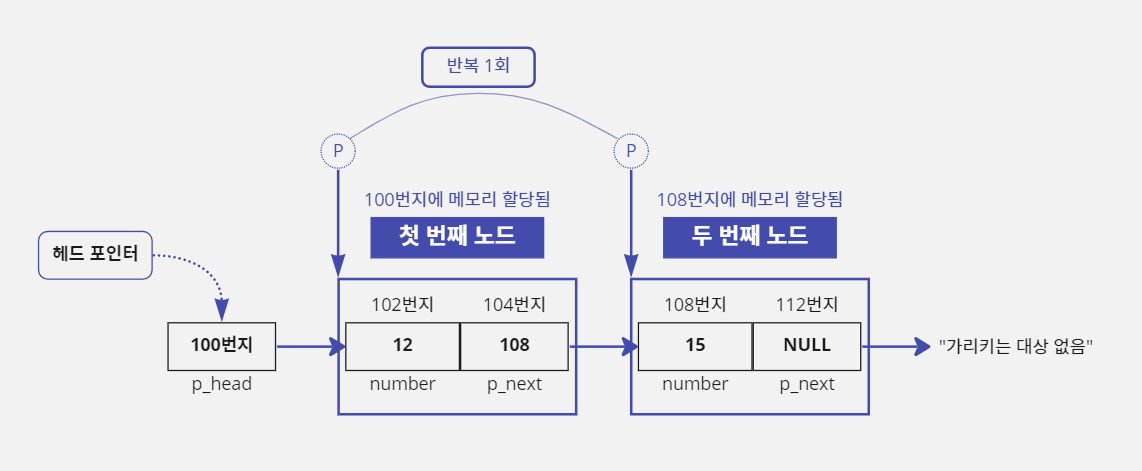 반복 1회
P
P
100번지에 메모리 할당됨
108번지에 메모리 할당됨
첫 번째 노드
두 번째 노드
헤드 포인터
102번지
104번지
108번지
112번지
100번지
12
108
15
NULL
"가리키는 대상 없음"
p_head
number
p_next
number
p_next